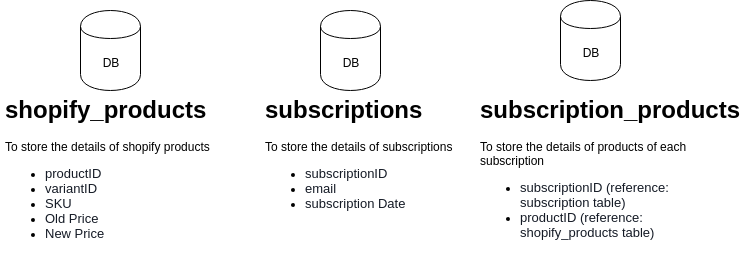 DB
shopify_products
To store the details of shopify products
productID
variantID
SKU
Old Price
New Price
DB
subscriptions
To store the details of subscriptions
subscriptionID
email
subscription Date
DB
subscription_products
To store the details of products of each
subscription
subscriptionID (reference:
subscription table)
productID (reference:
shopify_products table)